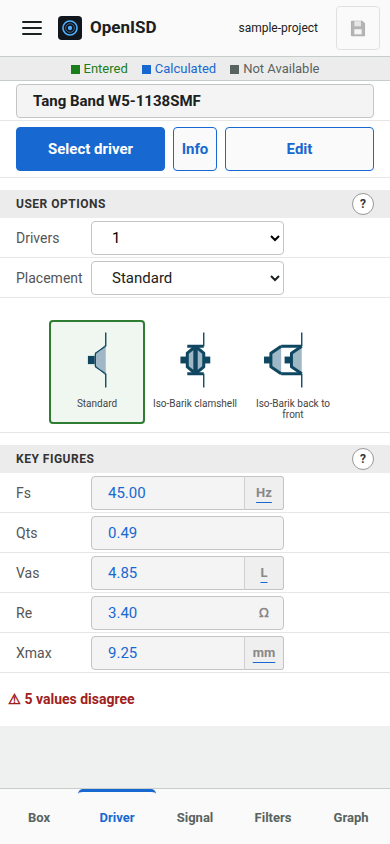 OpenISD
sample-project
Entered Calculated Not Available
Tang Band W5-1138SMF
Select driver Info Edit
USER OPTIONS ?
Drivers 1
Placement Standard
Standard Iso-Barik clamshell Iso-Barik back to front
KEY FIGURES ?
Fs 45.00 Hz
Qts 0.49
Vas 4.85 L
Re 3.40 Ω
Xmax 9.25 mm
⚠ 5 values disagree
Box Driver Signal Filters Graph